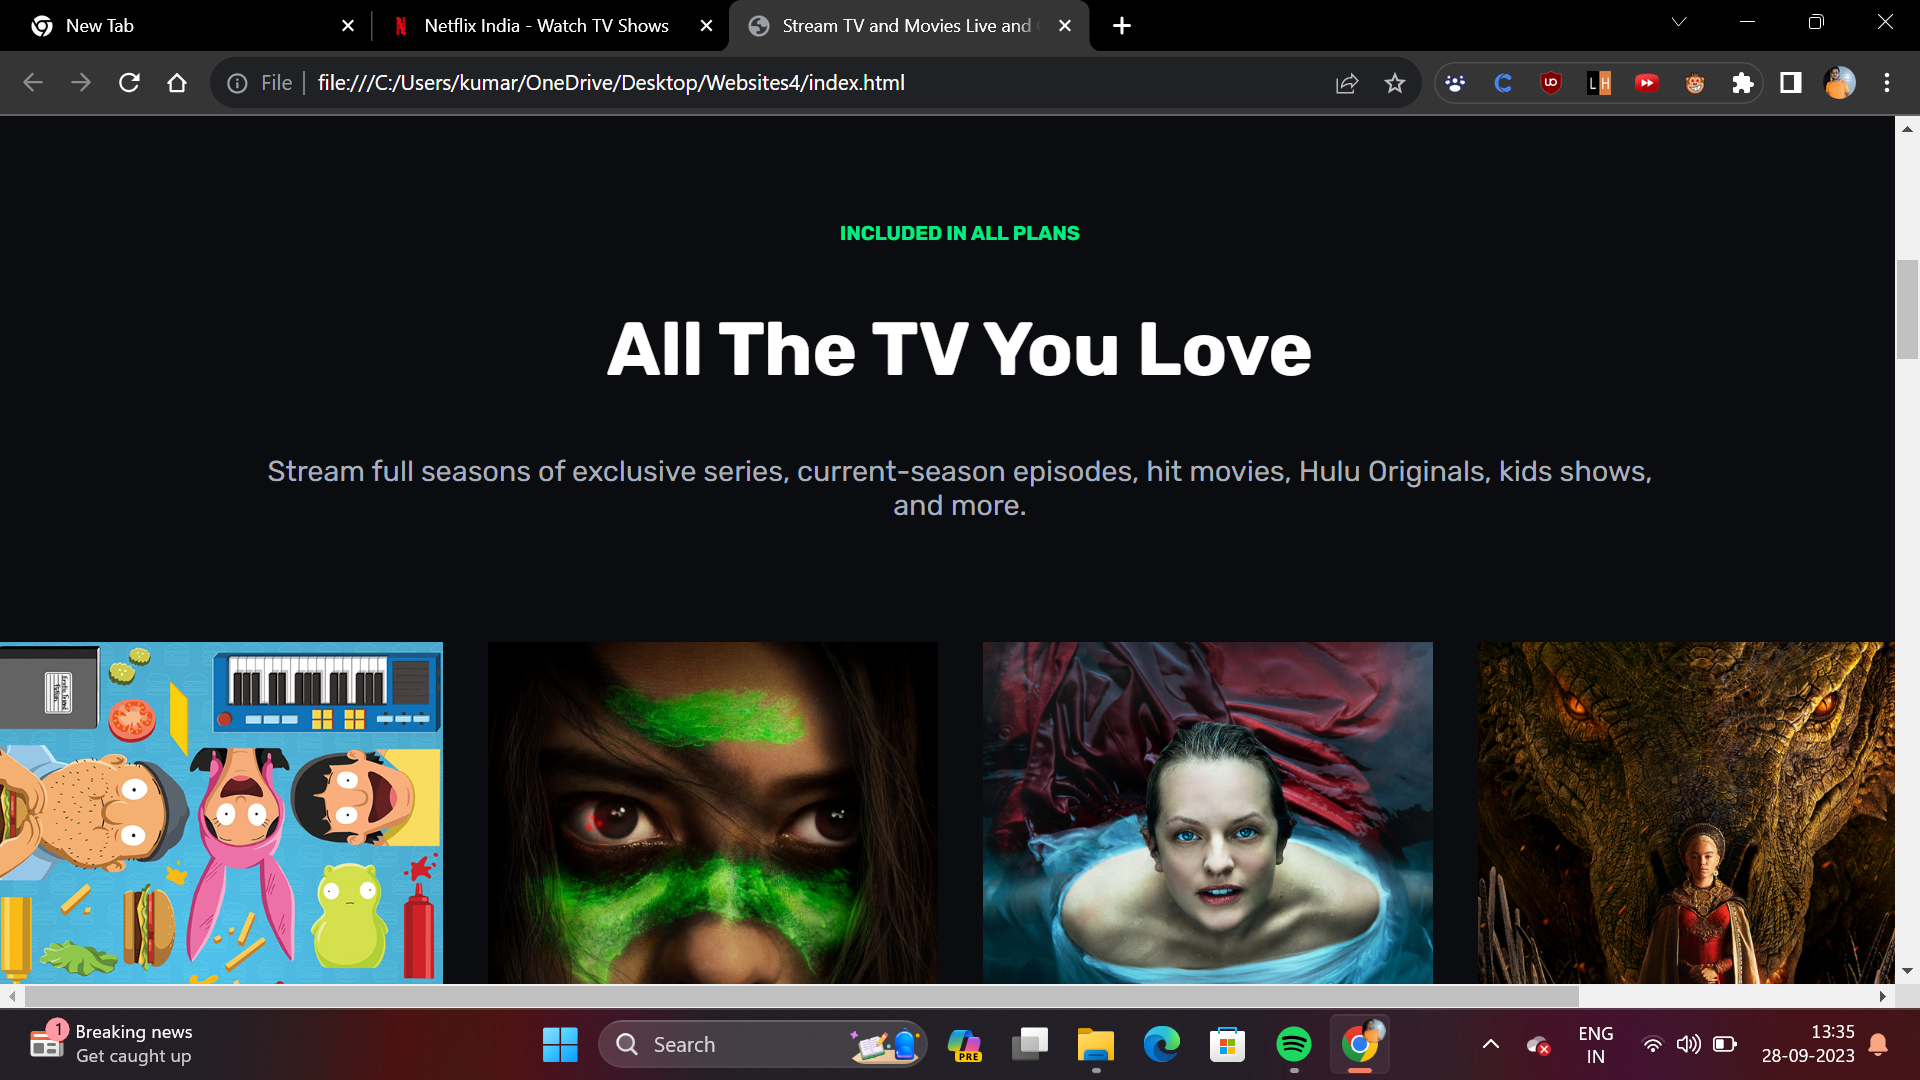 New Tab
Netflix India - Watch TV Shows
Stream TV and Movies Live and
File
file:///C:/Users/kumar/OneDrive/Desktop/Websites4/index.html
UO
L H
INCLUDED IN ALL PLANS
All The TV You Love
Stream full seasons of exclusive series, current-season episodes, hit movies, Hulu Originals, kids shows,
and more.
1
Breaking news
Get caught up
Search
PRE
ENG
IN
13:35
28-09-2023